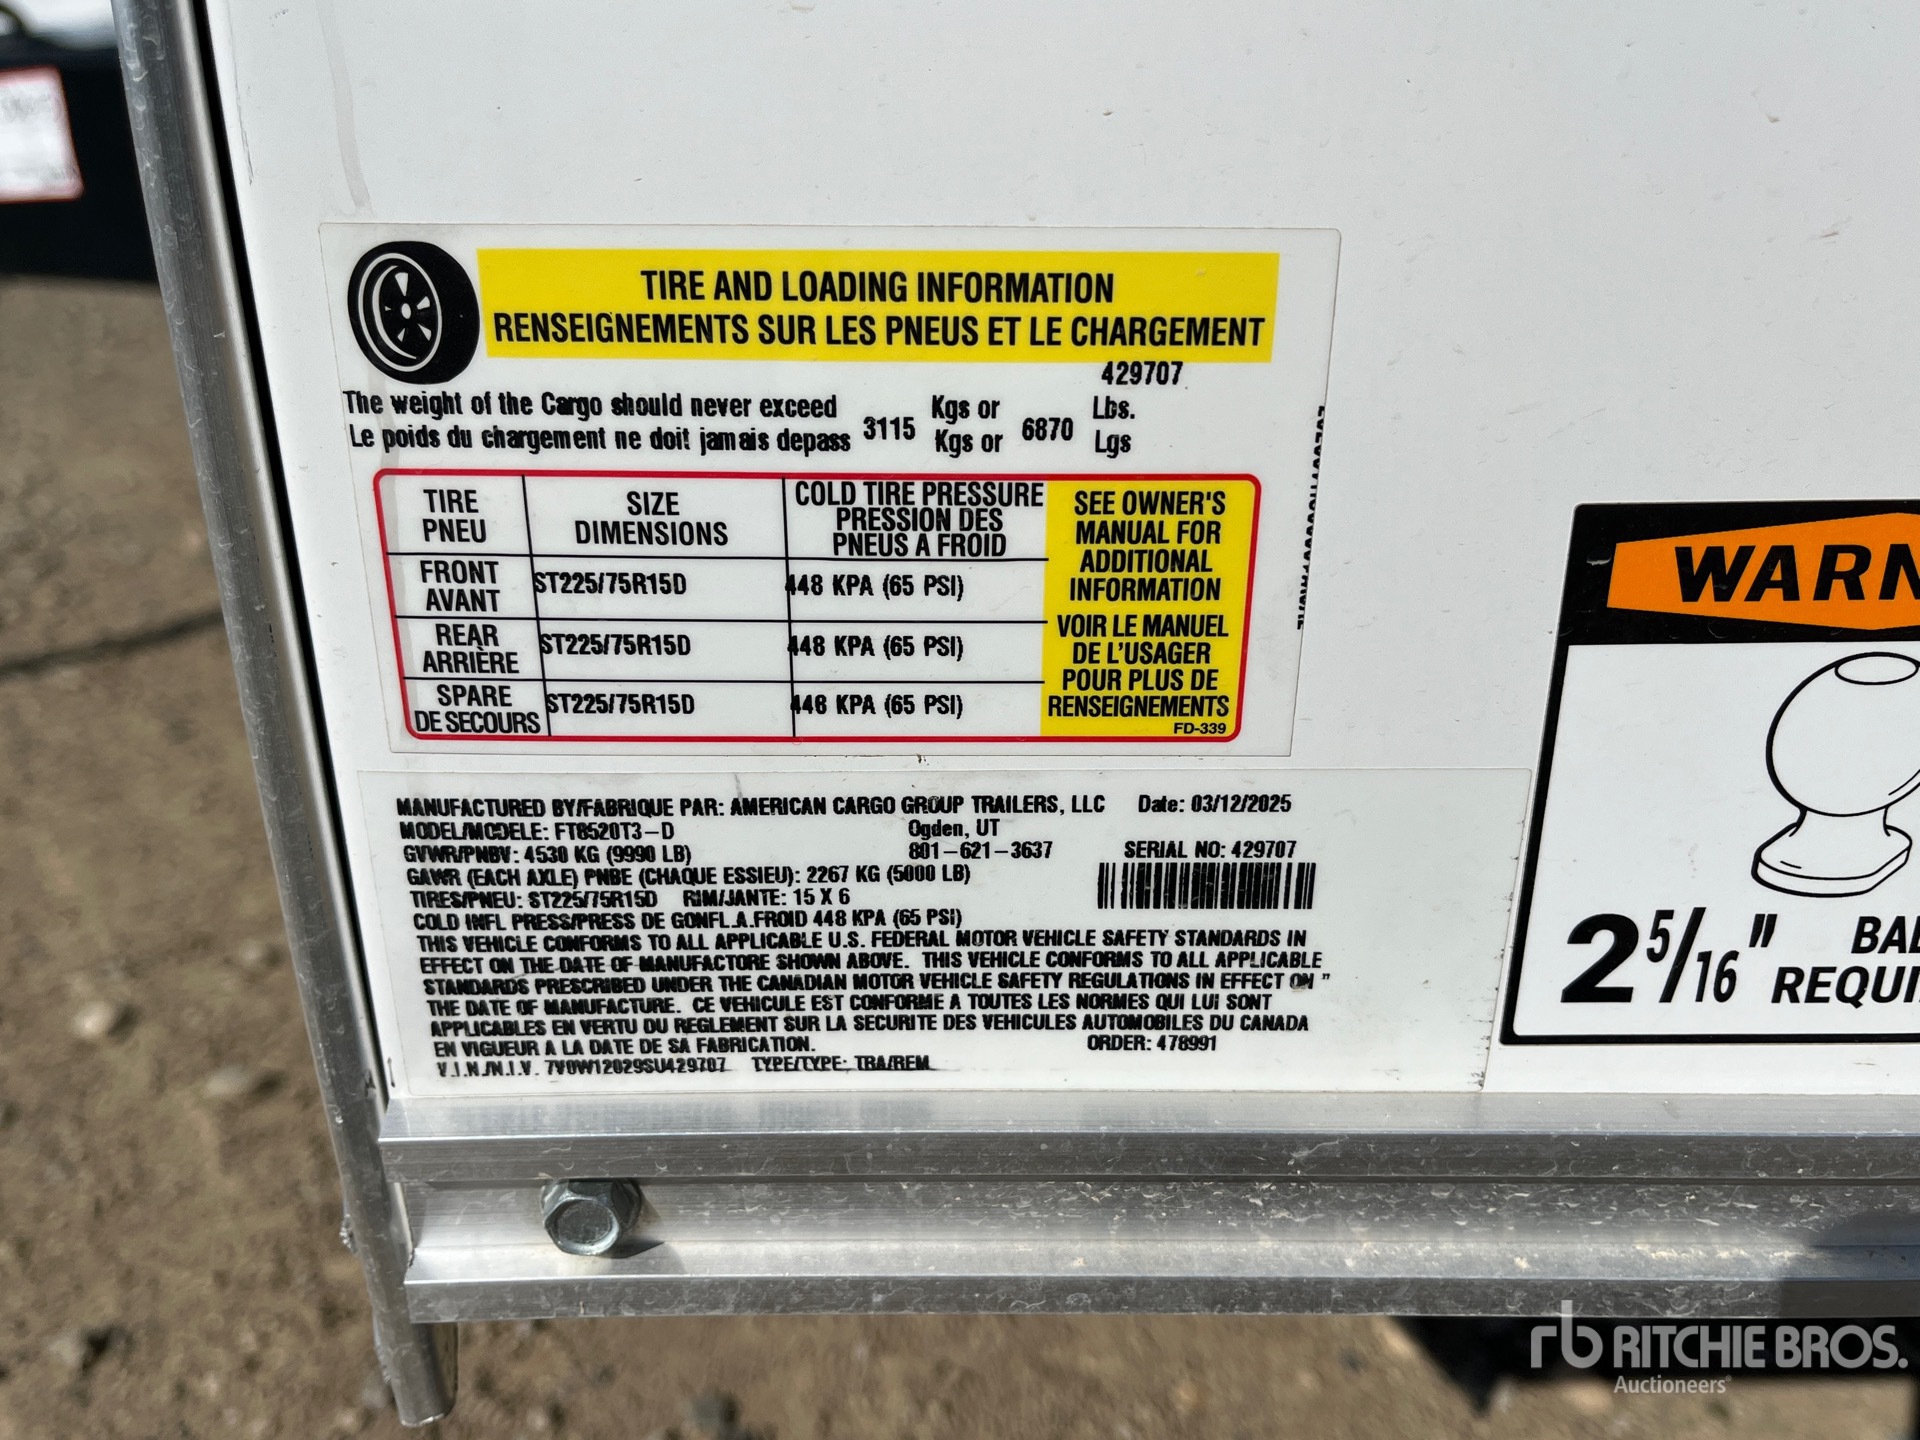 TIRE AND LOADING INFORMATION
RENSEIGNEMENTS SUR LES PNEUS ET LE CHARGEMENT
429707
The weight of the Cargo should never exceed 3115 Kgs or 6870 Lbs.
Le poids du chargement ne doit jamais depass Kgs or Lgs
TIRE PNEU
SIZE DIMENSIONS
COLD TIRE PRESSURE
PRESSION DES
PNEUS A FROID
FRONT AVANT ST225/75R15D 448 KPA (65 PSI)
REAR ARRIÈRE ST225/75R15D 448 KPA (65 PSI)
SPARE DE SECOURS ST225/75R15D 448 KPA (65 PSI)
SEE OWNER'S
MANUAL FOR
ADDITIONAL
INFORMATION
VOIR LE MANUEL
DE L'USAGER
POUR PLUS DE
RENSEIGNEMENTS
FD-339
MANUFACTURED BY/FABRIQUE PAR: AMERICAN CARGO GROUP TRAILERS, LLC Date: 03/12/2025
MODEL/MODELE: FT8520T3-D Ogden, UT
GVWR/PNBV: 4530 KG (9990 LB) 801-621-3637 SERIAL NO: 429707
GAWR (EACH AXLE) PNBE (CHAQUE ESSIEU): 2267 KG (5000 LB)
TIRES/PNEU: ST225/75R15D RIM/JANTE: 15 X 6
COLD INFL PRESS/PRESS DE GONFL.A.FROID 448 KPA (65 PSI)
THIS VEHICLE CONFORMS TO ALL APPLICABLE U.S. FEDERAL MOTOR VEHICLE SAFETY STANDARDS IN
EFFECT ON THE DATE OF MANUFACTORE SHOWN ABOVE. THIS VEHICLE CONFORMS TO ALL APPLICABLE
STANDARDS PRESCRIBED UNDER THE CANADIAN MOTOR VEHICLE SAFETY REGULATIONS IN EFFECT ON "
THE DATE OF MANUFACTURE. CE VEHICULE EST CONFORME A TOUTES LES NORMES QUI LUI SONT
APPLICABLES EN VERTU DU REGLEMENT SUR LA SECURITE DES VEHICULES AUTOMOBILES DU CANADA
EN VIGUEUR A LA DATE DE SA FABRICATION. ORDER: 478991
V.I.N./N.I.V. 7V0W12029SU429707 TYPE/TYPE: TRA/REM
WARN
2 5/16" BAL
REQUI
rb RITCHIE BROS.
Auctioneers